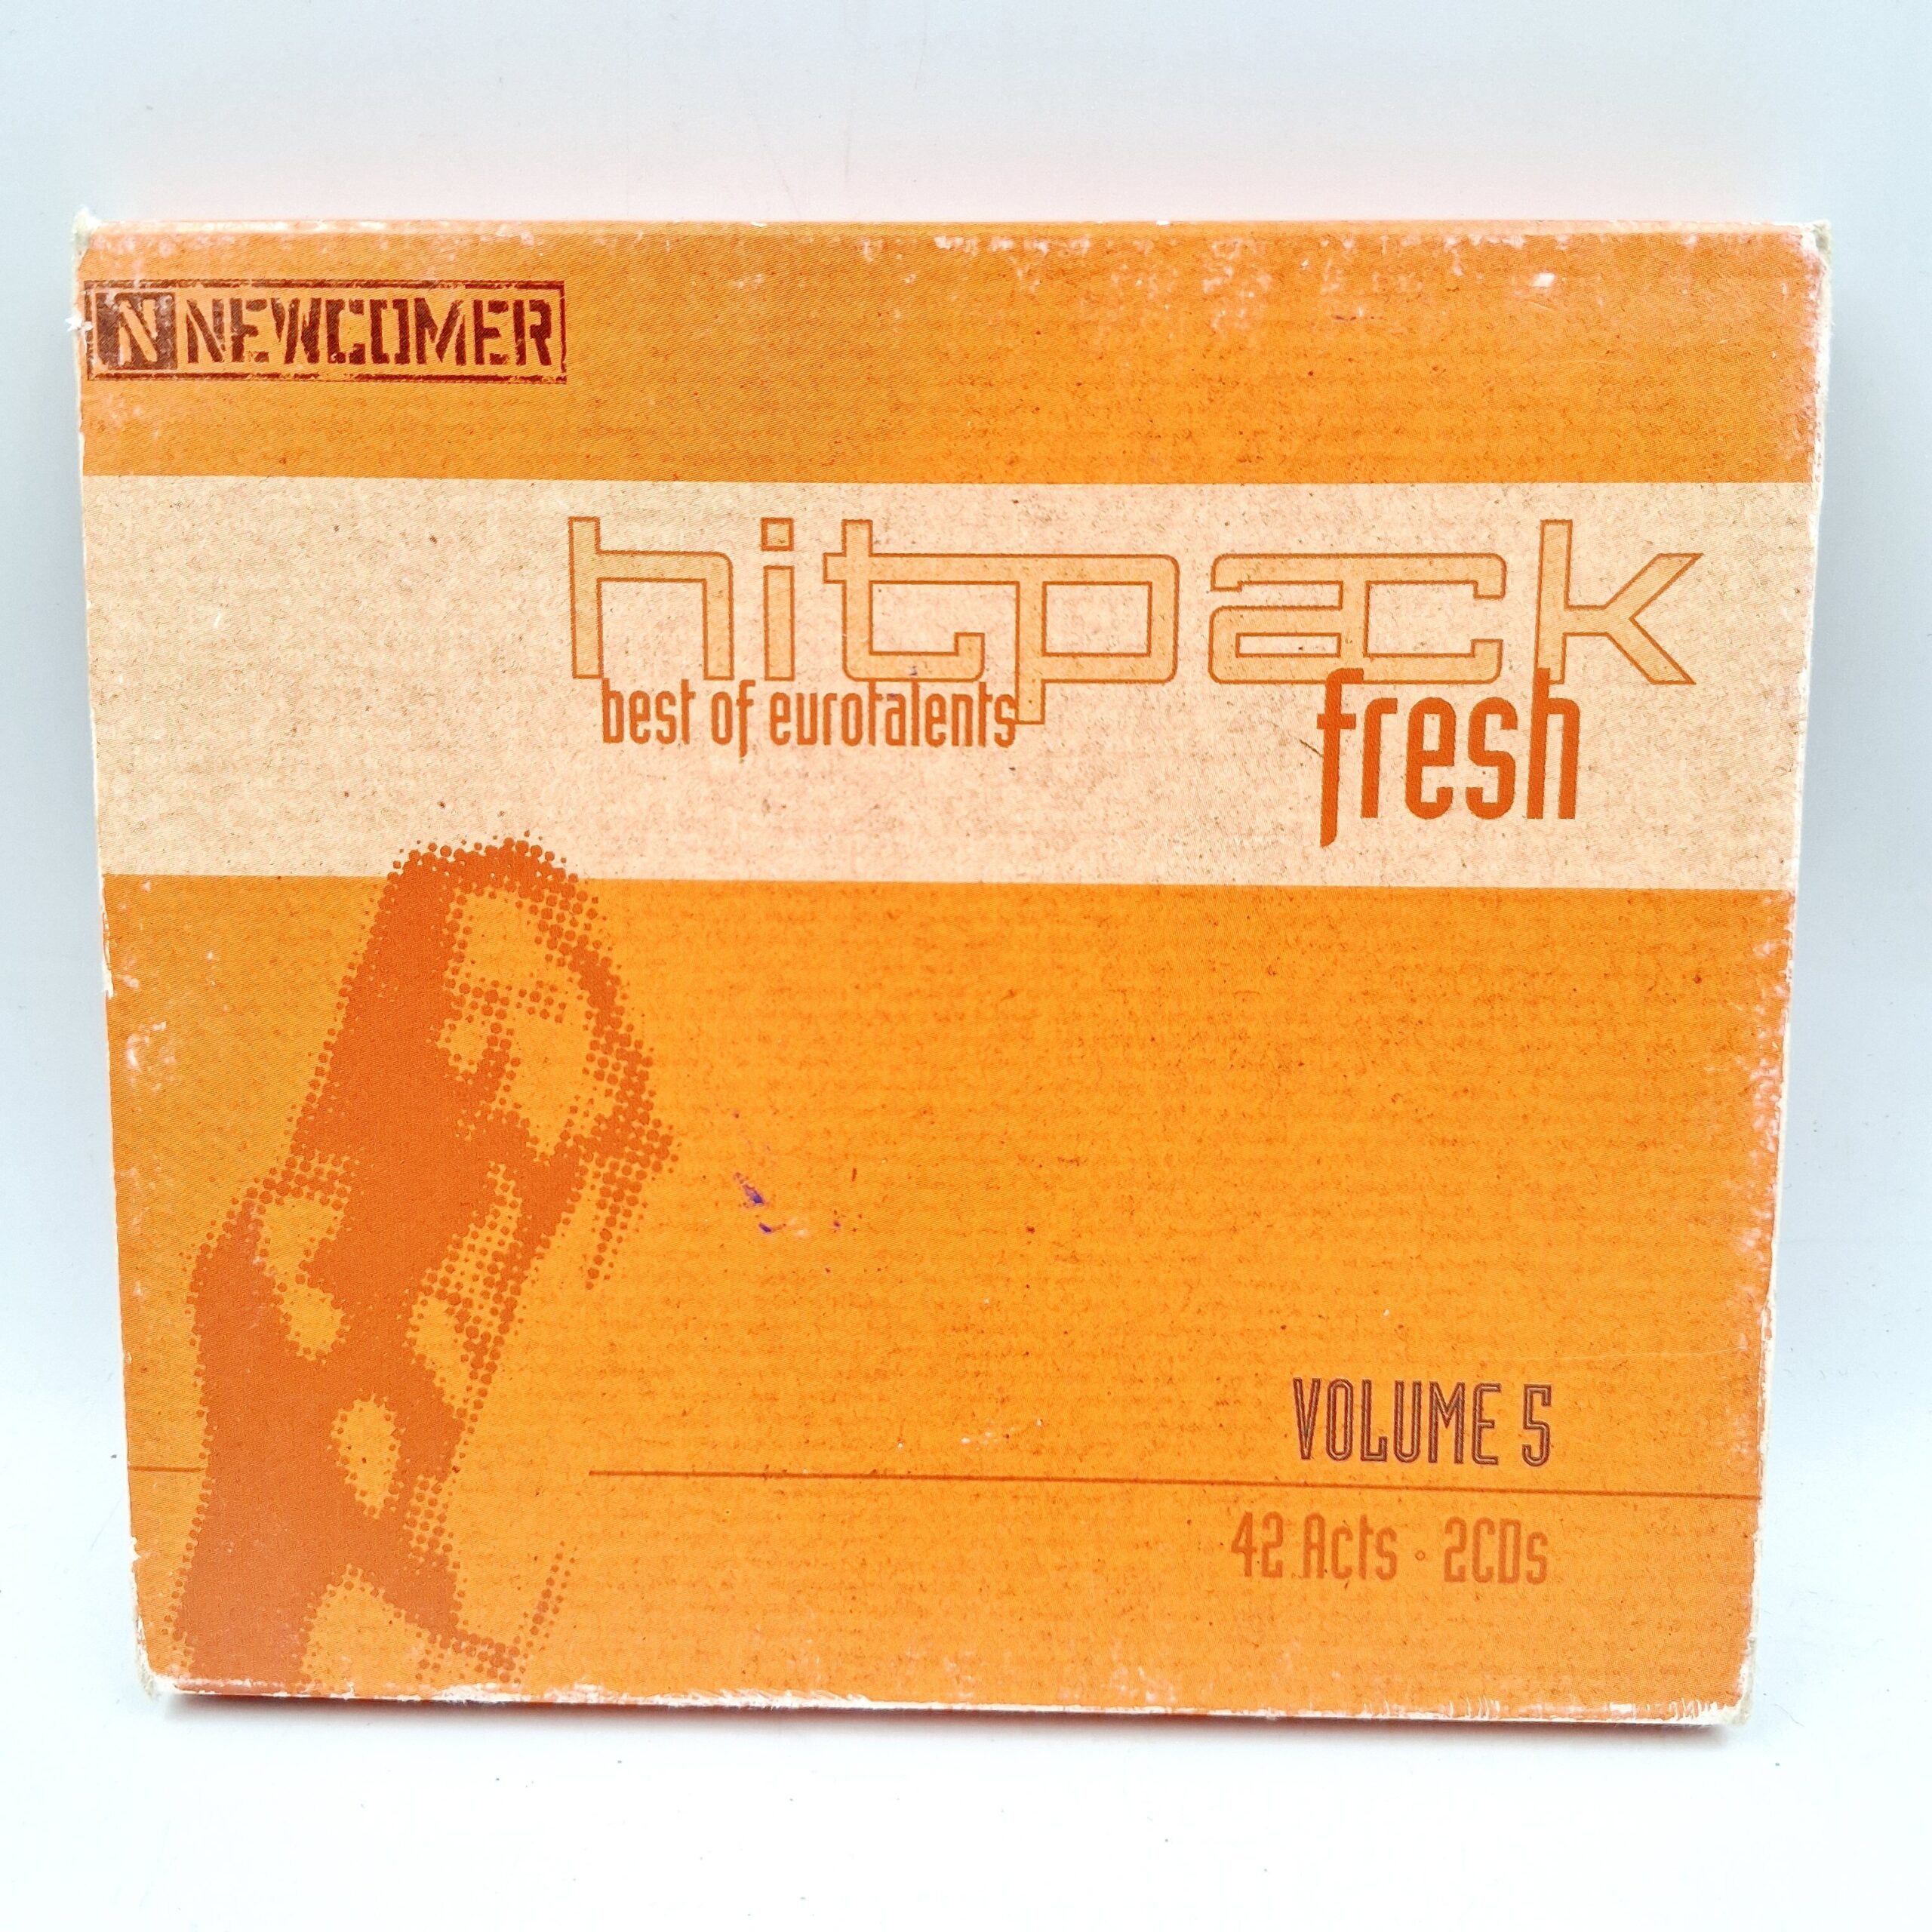 N NEWCOMER
hitpack
best of eurotalents
fresh
VOLUME 5
42 Acts · 2CDs